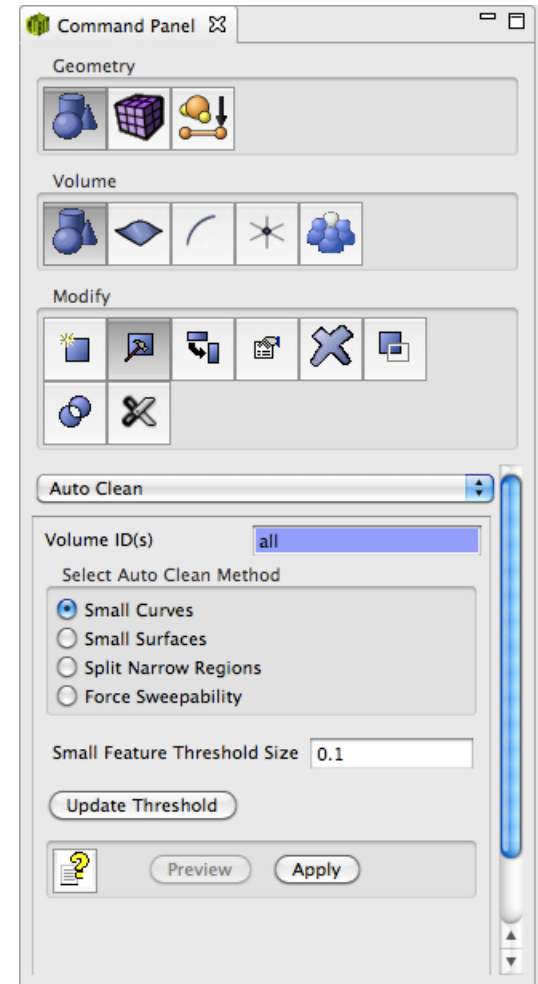 Command Panel
Geometry
Volume
Modify
Auto Clean
Volume ID(s) all
Select Auto Clean Method
Small Curves
Small Surfaces
Split Narrow Regions
Force Sweepability
Small Feature Threshold Size 0.1
Update Threshold
Preview Apply